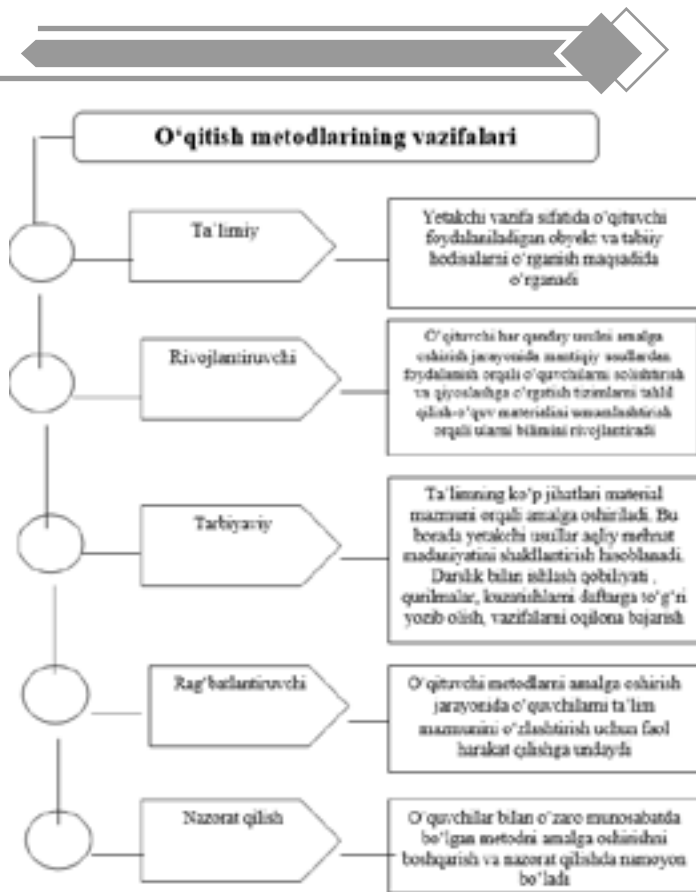 O‘qitish metodlarining vazifalari
Ta`limiy
Yetakchi vazifa sifatida o`qituvchi
foydalaniladigan obyekt va tabiiy
hodisalarni o`rganish maqsadida
o`rganadi
Rivojlantiruvchi
O`qituvchi har qanday usulni amalga
oshirish jarayonida mantiqiy usullardan
foydalanish orqali o`quvchilarni solishtirish
va qiyoslashga o`rgatish tizimlarni tahlil
qilish-o`quv materialini umumlashtirish
orqali ularni bilimini rivojlantiradi
Tarbiyaviy
Ta`limning ko`p jihatlari material
mazmuni orqali amalga oshiriladi. Bu
borada yetakchi usullar aqliy mehnat
madaniyatini shakllantirish hisoblanadi.
Darslik bilan ishlash qobiliyati ,
qurilmalar, kuzatishlarni daftarga to`g`ri
yozib olish, vazifalarni oqilona bajarish
Rag`batlantiruvchi
O`qituvchi metodlarni amalga oshirish
jarayonida o`quvchilarni ta`lim
mazmunini o`zlashtirish uchun faol
harakat qilishga undaydi
Nazorat qilish
O`quvchilar bilan o`zaro munosabatda
bo`lgan metodni amalga oshirishni
boshqarish va nazorat qilishda namoyon
bo`ladi